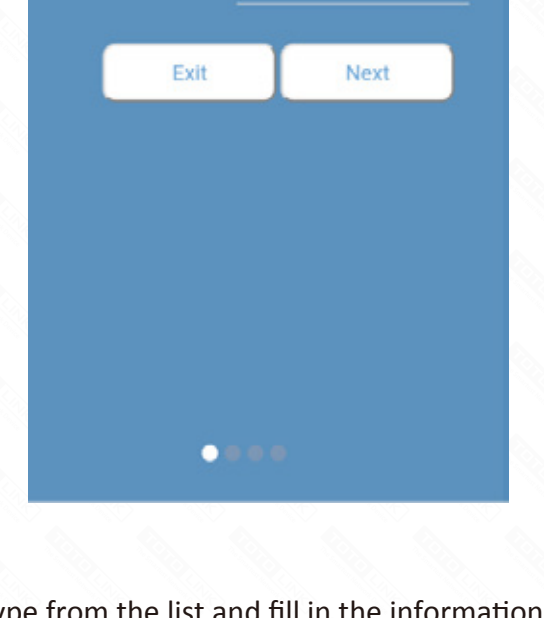 Exit Next
ype from the list and fill in the information